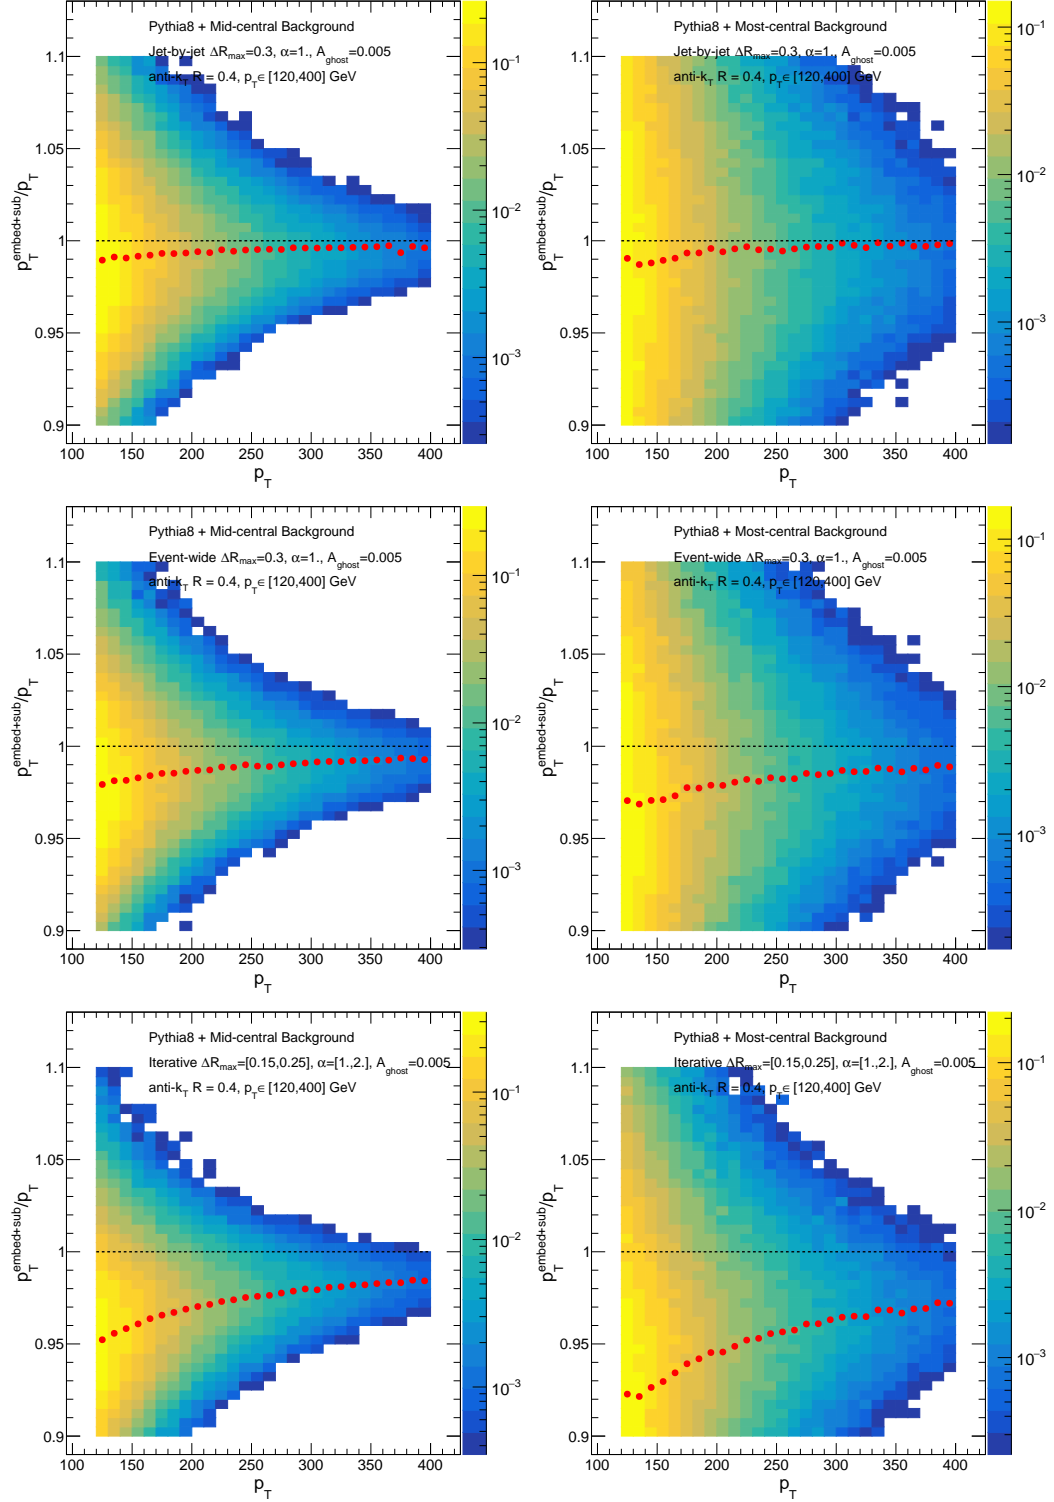 Pythia8 + Mid-central Background
Jet-by-jet ΔR_max=0.3, α=1., A_ghost=0.005
anti-k_T R = 0.4, p_T ∈ [120,400] GeV
p_T^embed+sub/p_T
1.1
1.05
1
0.95
0.9
100 150 200 250 300 350 400
p_T
10^−1
10^−2
10^−3
Pythia8 + Most-central Background
Jet-by-jet ΔR_max=0.3, α=1., A_ghost=0.005
anti-k_T R = 0.4, p_T ∈ [120,400] GeV
p_T^embed+sub/p_T
1.1
1.05
1
0.95
0.9
100 150 200 250 300 350 400
p_T
10^−1
10^−2
10^−3
Pythia8 + Mid-central Background
Event-wide ΔR_max=0.3, α=1., A_ghost=0.005
anti-k_T R = 0.4, p_T ∈ [120,400] GeV
p_T^embed+sub/p_T
1.1
1.05
1
0.95
0.9
100 150 200 250 300 350 400
p_T
10^−1
10^−2
10^−3
Pythia8 + Most-central Background
Event-wide ΔR_max=0.3, α=1., A_ghost=0.005
anti-k_T R = 0.4, p_T ∈ [120,400] GeV
p_T^embed+sub/p_T
1.1
1.05
1
0.95
0.9
100 150 200 250 300 350 400
p_T
10^−1
10^−2
10^−3
Pythia8 + Mid-central Background
Iterative ΔR_max=[0.15,0.25], α=[1.,2.], A_ghost=0.005
anti-k_T R = 0.4, p_T ∈ [120,400] GeV
p_T^embed+sub/p_T
1.1
1.05
1
0.95
0.9
100 150 200 250 300 350 400
p_T
10^−1
10^−2
10^−3
Pythia8 + Most-central Background
Iterative ΔR_max=[0.15,0.25], α=[1.,2.], A_ghost=0.005
anti-k_T R = 0.4, p_T ∈ [120,400] GeV
p_T^embed+sub/p_T
1.1
1.05
1
0.95
0.9
100 150 200 250 300 350 400
p_T
10^−1
10^−2
10^−3